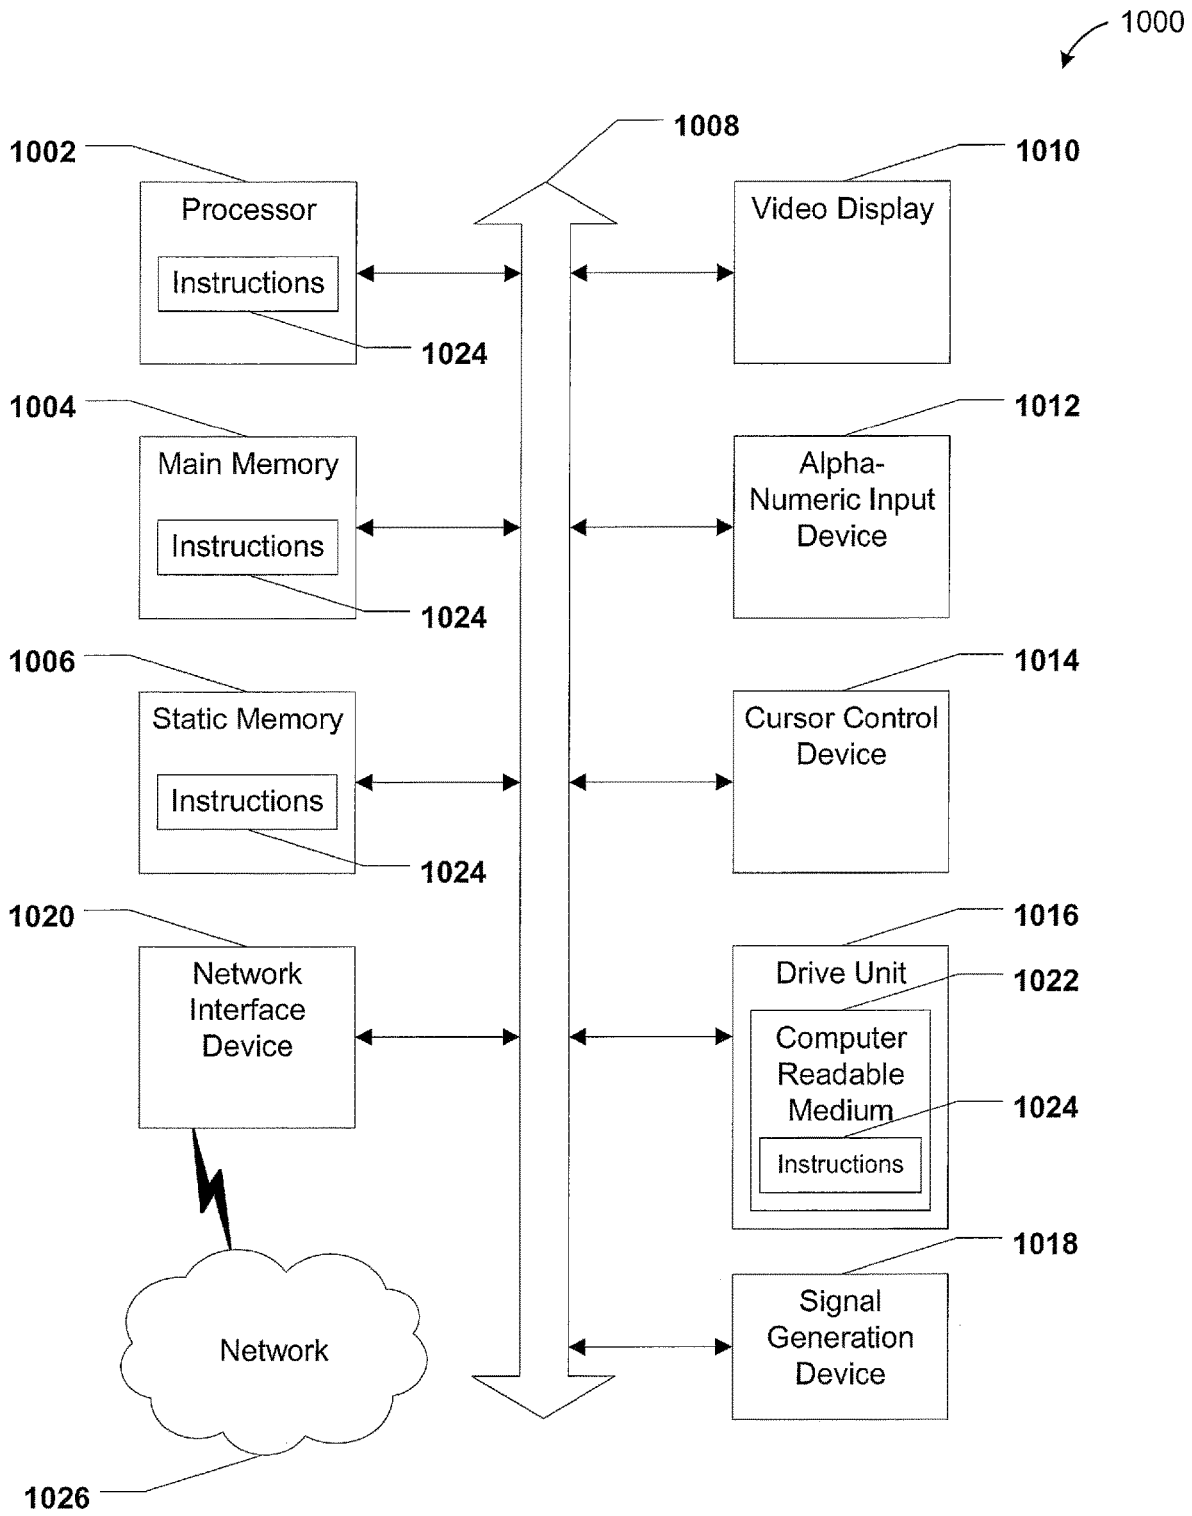 1000
1008
1002
Processor
Instructions
1024
1010
Video Display
1004
Main Memory
Instructions
1024
1012
Alpha-
Numeric Input
Device
1006
Static Memory
Instructions
1024
1014
Cursor Control
Device
1020
Network
Interface
Device
1016
Drive Unit
1022
Computer
Readable
Medium
1024
Instructions
1018
Signal
Generation
Device
Network
1026